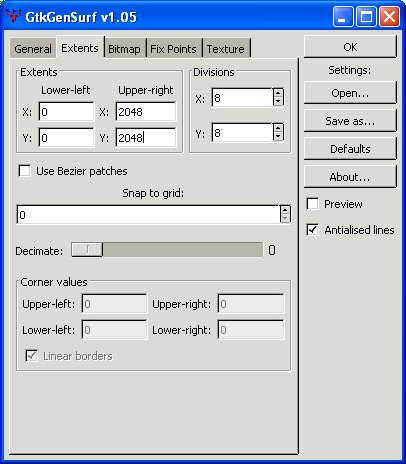 GtkGenSurf v1.05
General Extents Bitmap Fix Points Texture
Extents
Lower-left Upper-right
X: 0 X: 2048
Y: 0 Y: 2048
Divisions
X: 8
Y: 8
Use Bezier patches
Snap to grid:
0
Decimate: 0
Corner values
Upper-left: 0 Upper-right: 0
Lower-left: 0 Lower-right: 0
Linear borders
OK
Settings:
Open...
Save as...
Defaults
About...
Preview
Antialised lines